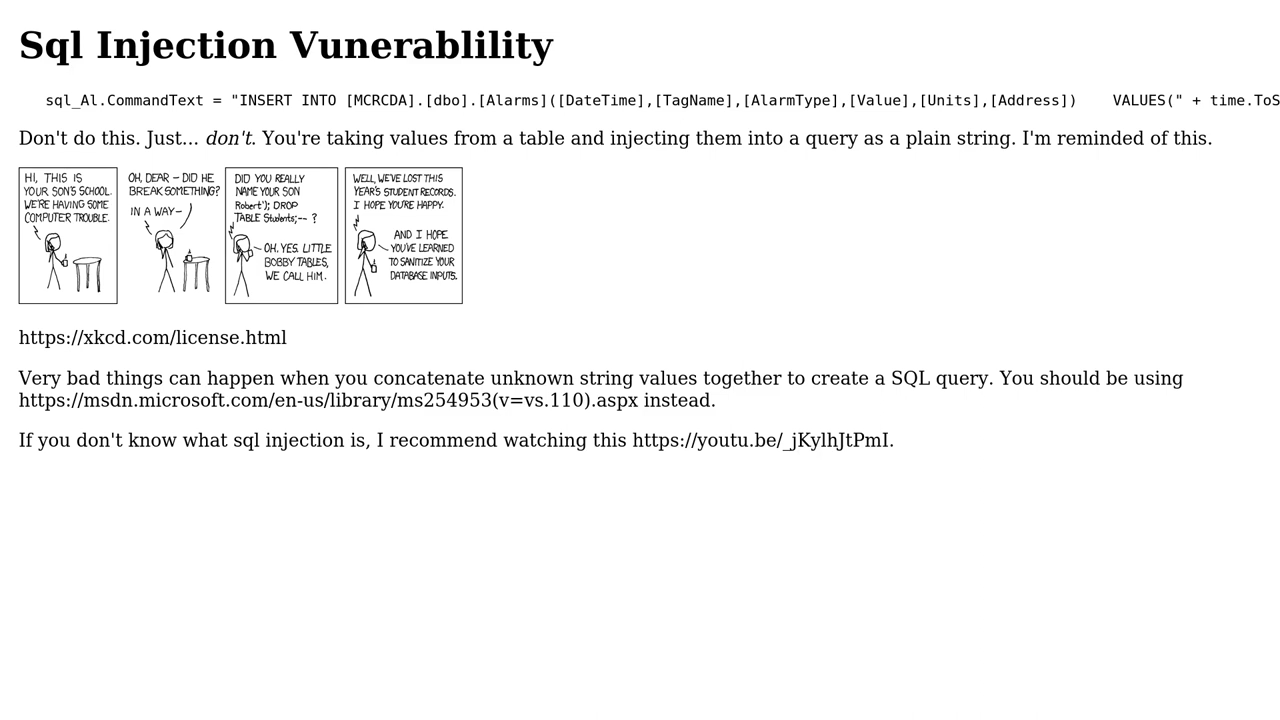 Sql Injection Vunerablility
sql_Al.CommandText = "INSERT INTO [MCRCDA].[dbo].[Alarms]([DateTime],[TagName],[AlarmType],[Value],[Units],[Address])    VALUES(" + time.ToS
Don't do this. Just... don't. You're taking values from a table and injecting them into a query as a plain string. I'm reminded of this.
HI, THIS IS
YOUR SON'S SCHOOL.
WE'RE HAVING SOME
COMPUTER TROUBLE.
OH, DEAR – DID HE
BREAK SOMETHING?
IN A WAY–
DID YOU REALLY
NAME YOUR SON
Robert'); DROP
TABLE Students;-- ?
OH. YES. LITTLE
BOBBY TABLES,
WE CALL HIM.
WELL, WE'VE LOST THIS
YEAR'S STUDENT RECORDS.
I HOPE YOU'RE HAPPY.
AND I HOPE
YOU'VE LEARNED
TO SANITIZE YOUR
DATABASE INPUTS.
https://xkcd.com/license.html
Very bad things can happen when you concatenate unknown string values together to create a SQL query. You should be using
https://msdn.microsoft.com/en-us/library/ms254953(v=vs.110).aspx instead.
If you don't know what sql injection is, I recommend watching this https://youtu.be/_jKylhJtPmI.